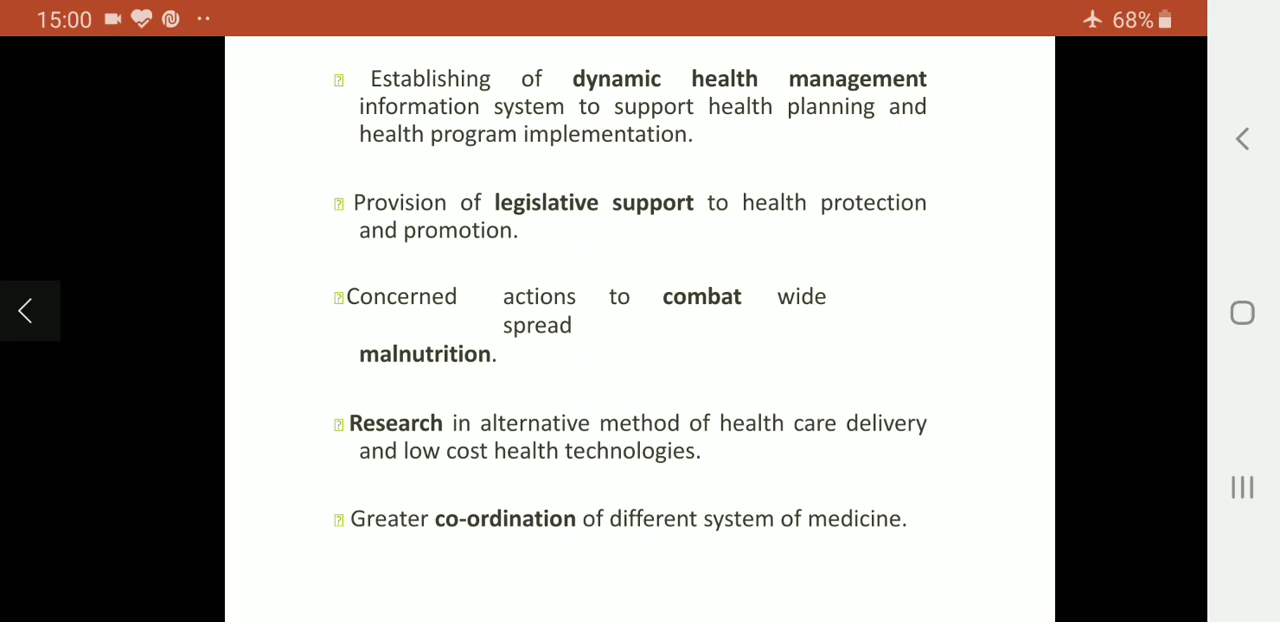 15:00
68%
Establishing of dynamic health management
information system to support health planning and
health program implementation.
Provision of legislative support to health protection
and promotion.
Concerned actions to combat wide
spread
malnutrition.
Research in alternative method of health care delivery
and low cost health technologies.
Greater co-ordination of different system of medicine.